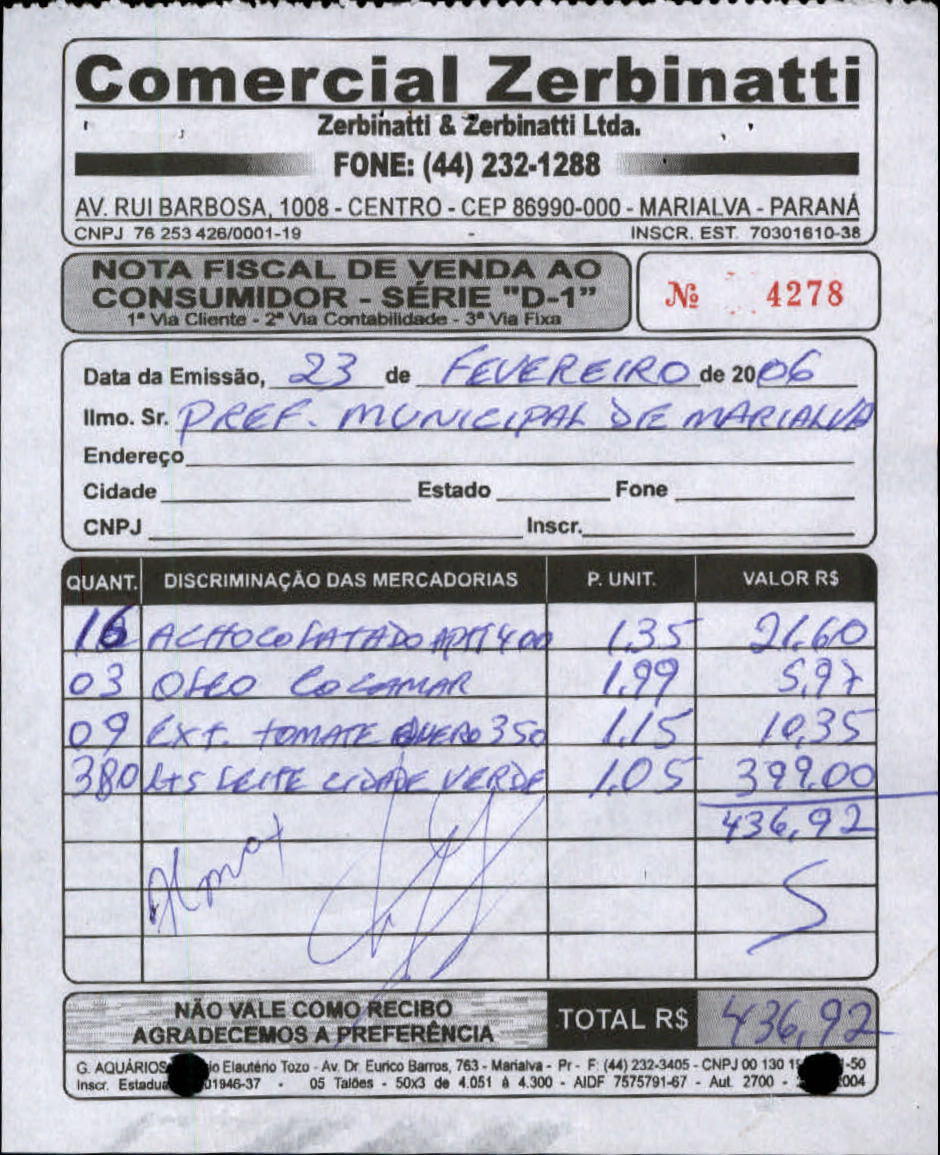 Comercial Zerbinatti
Zerbinatti & Zerbinatti Ltda.
FONE: (44) 232-1288
AV. RUI BARBOSA, 1008 - CENTRO - CEP 86990-000 - MARIALVA - PARANÁ
CNPJ 76 253 426/0001-19 INSCR. EST. 70301610-38
NOTA FISCAL DE VENDA AO
CONSUMIDOR - SÉRIE "D-1"
1ª Via Cliente - 2ª Via Contabilidade - 3ª Via Fixa
Nº 4278
Data da Emissão, 23 de FEVEREIRO de 2006
Ilmo. Sr. PREF. MUNICIPAL DE MARIALVA
Endereço
Cidade Estado Fone
CNPJ Inscr.
QUANT. DISCRIMINAÇÃO DAS MERCADORIAS P. UNIT. VALOR R$
16 ACHOCOLATADO APTI 400 1,35 21,60
03 OLEO COCAMAR 1,99 5,97
09 EXT. TOMATE QUERO 350 1,15 10,35
380 LTS LEITE CIDADE VERDE 1,05 399,00
436,92
NÃO VALE COMO RECIBO
AGRADECEMOS A PREFERÊNCIA
TOTAL R$ 436,92
G. AQUÁRIOS Elautério Tozo - Av. Dr. Eurico Barros, 763 - Marialva - Pr - F: (44) 232-3405 - CNPJ 00 130 -50
Inscr. 01946-37 - 05 Talões - 50x3 de 4.051 à 4.300 - AIDF 7575791-67 - Aut. 2700 - 2004